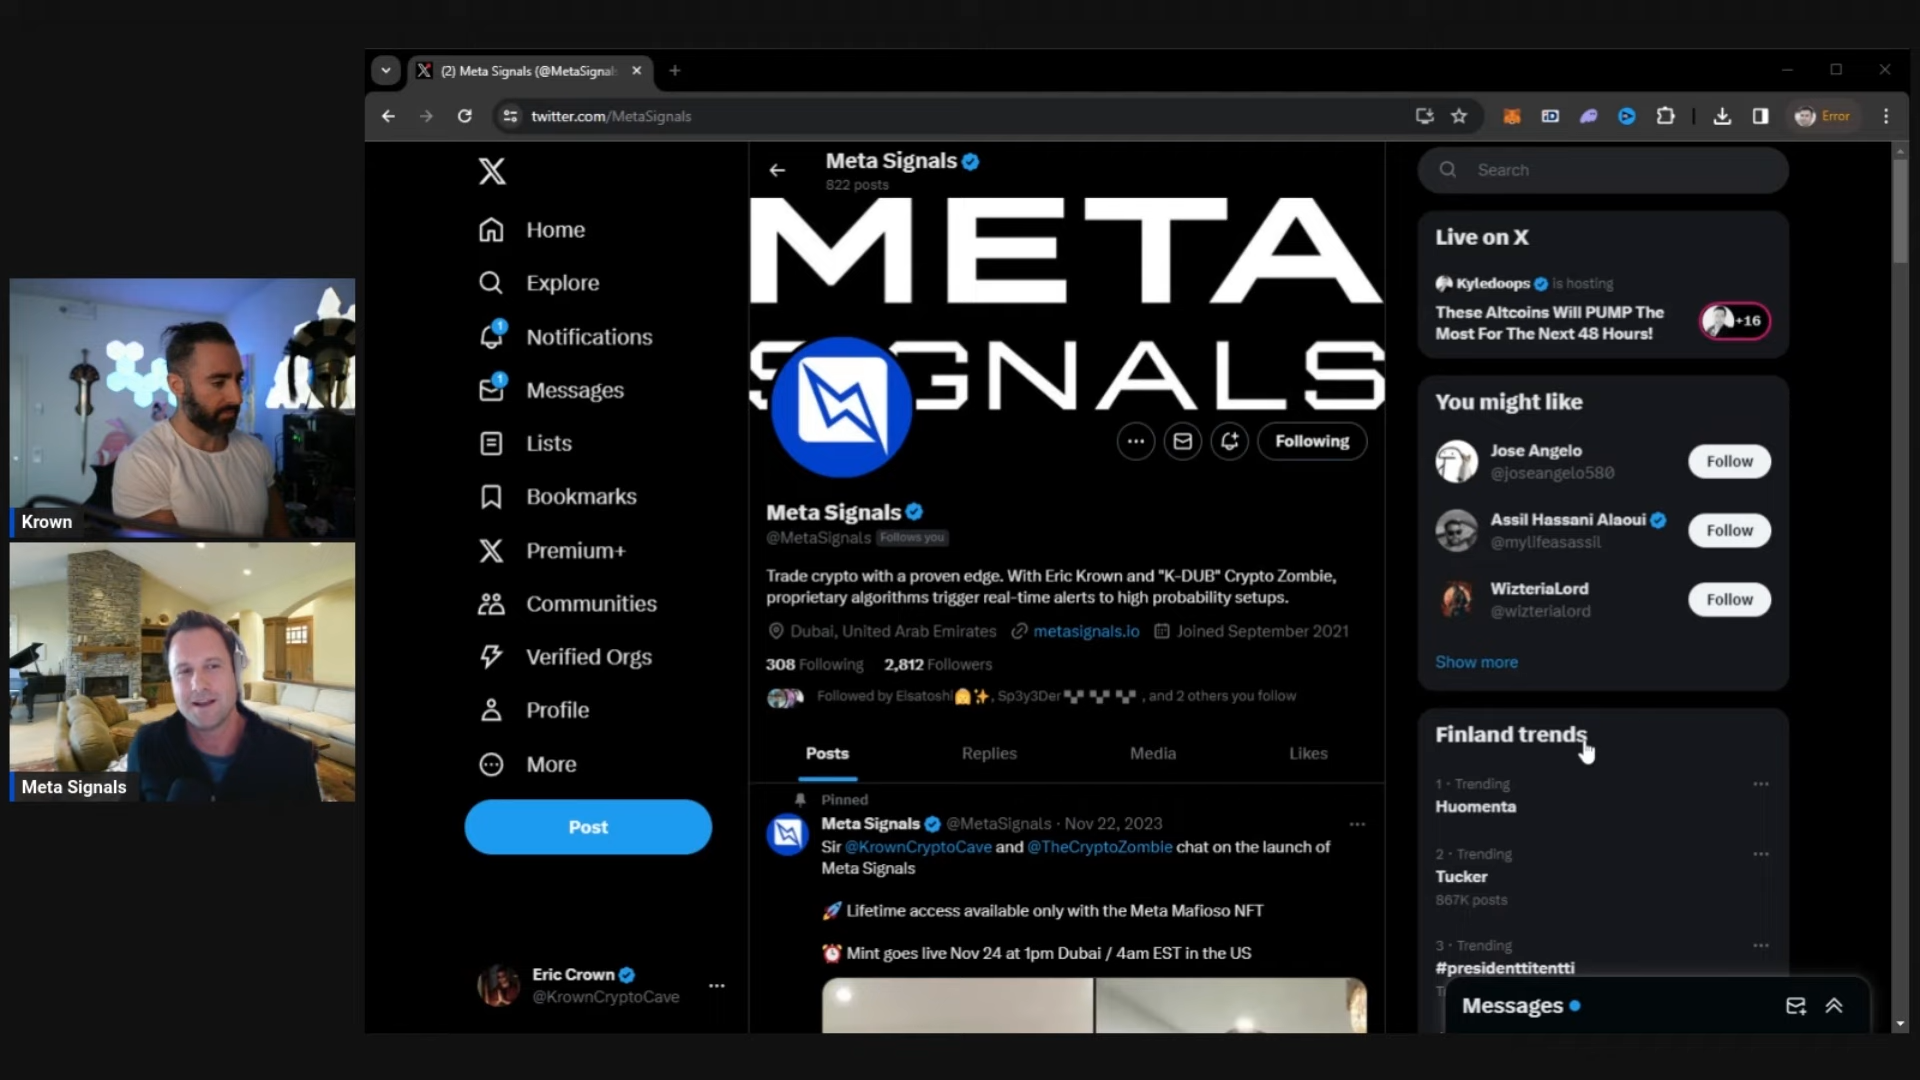 (2) Meta Signals (@MetaSignal
twitter.com/MetaSignals
Error
Meta Signals
822 posts
META
SIGNALS
Home
Explore
1
Notifications
1
Messages
Lists
Bookmarks
Premium+
Communities
Verified Orgs
Profile
More
Post
Eric Crown
@KrownCryptoCave
Following
Meta Signals
@MetaSignals Follows you
Trade crypto with a proven edge. With Eric Krown and "K-DUB" Crypto Zombie,
proprietary algorithms trigger real-time alerts to high probability setups.
Dubai, United Arab Emirates metasignals.io Joined September 2021
308 Following 2,812 Followers
Followed by Elsatoshi, Sp3y3Der , and 2 others you follow
Posts Replies Media Likes
Pinned
Meta Signals @MetaSignals · Nov 22, 2023
Sir @KrownCryptoCave and @TheCryptoZombie chat on the launch of
Meta Signals
🚀 Lifetime access available only with the Meta Mafioso NFT
⏰ Mint goes live Nov 24 at 1pm Dubai / 4am EST in the US
Search
Live on X
Kyledoops is hosting
These Altcoins Will PUMP The
Most For The Next 48 Hours!
+16
You might like
Jose Angelo
@joseangelo580
Follow
Assil Hassani Alaoui
@mylifeasassil
Follow
WizteriaLord
@wizterialord
Follow
Show more
Finland trends
1 · Trending
Huomenta
2 · Trending
Tucker
867K posts
3 · Trending
#presidenttitentti
Messages
Krown
Meta Signals